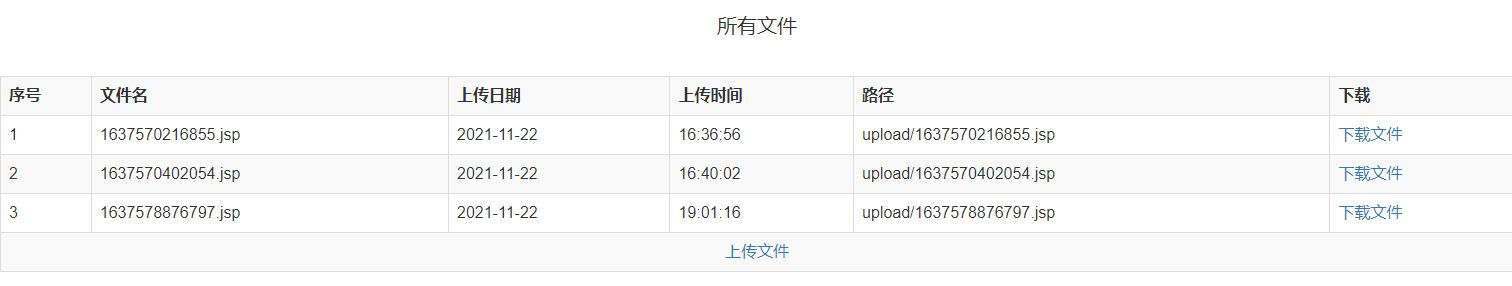 所有文件
序号 文件名 上传日期 上传时间 路径 下载
1 1637570216855.jsp 2021-11-22 16:36:56 upload/1637570216855.jsp 下载文件
2 1637570402054.jsp 2021-11-22 16:40:02 upload/1637570402054.jsp 下载文件
3 1637578876797.jsp 2021-11-22 19:01:16 upload/1637578876797.jsp 下载文件
上传文件